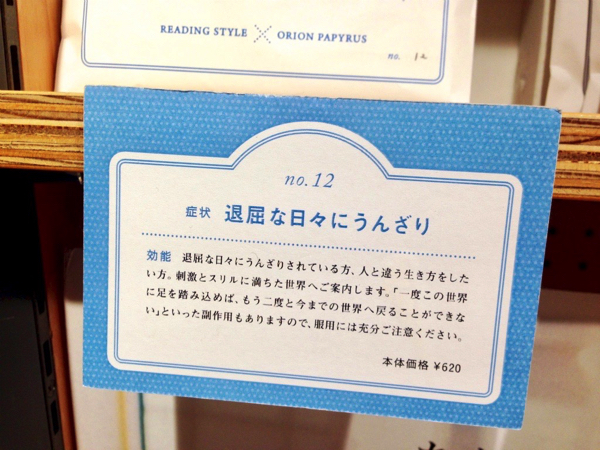 READING STYLE ORION PAPYRUS
no. 12
no.12
症状 退屈な日々にうんざり
効能 退屈な日々にうんざりされている方、人と違う生き方をした
い方。刺激とスリルに満ちた世界へご案内します。「一度この世界
に足を踏み込めば、もう二度と今までの世界へ戻ることができな
い」といった副作用もありますので、服用には充分ご注意ください。
本体価格 ¥620